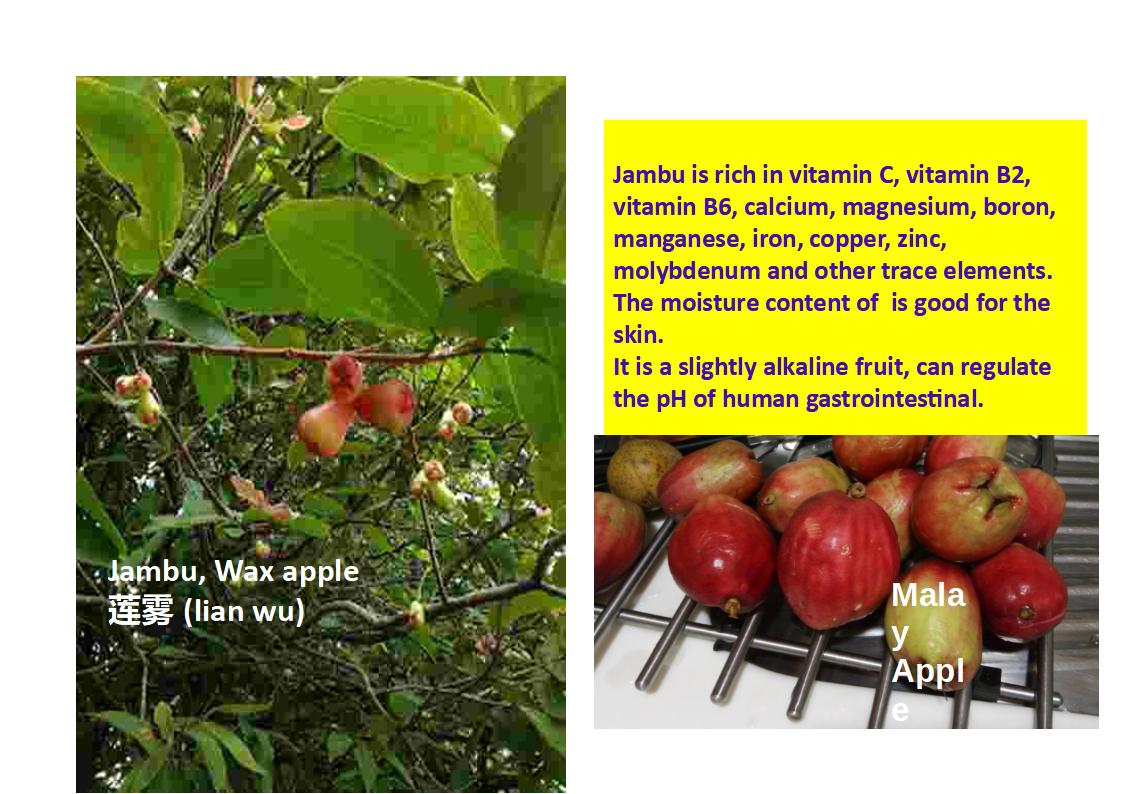 Jambu, Wax apple
莲雾 (lian wu)
Jambu is rich in vitamin C, vitamin B2,
vitamin B6, calcium, magnesium, boron,
manganese, iron, copper, zinc,
molybdenum and other trace elements.
The moisture content of  is good for the
skin.
It is a slightly alkaline fruit, can regulate
the pH of human gastrointestinal.
Mala
y
Appl
e